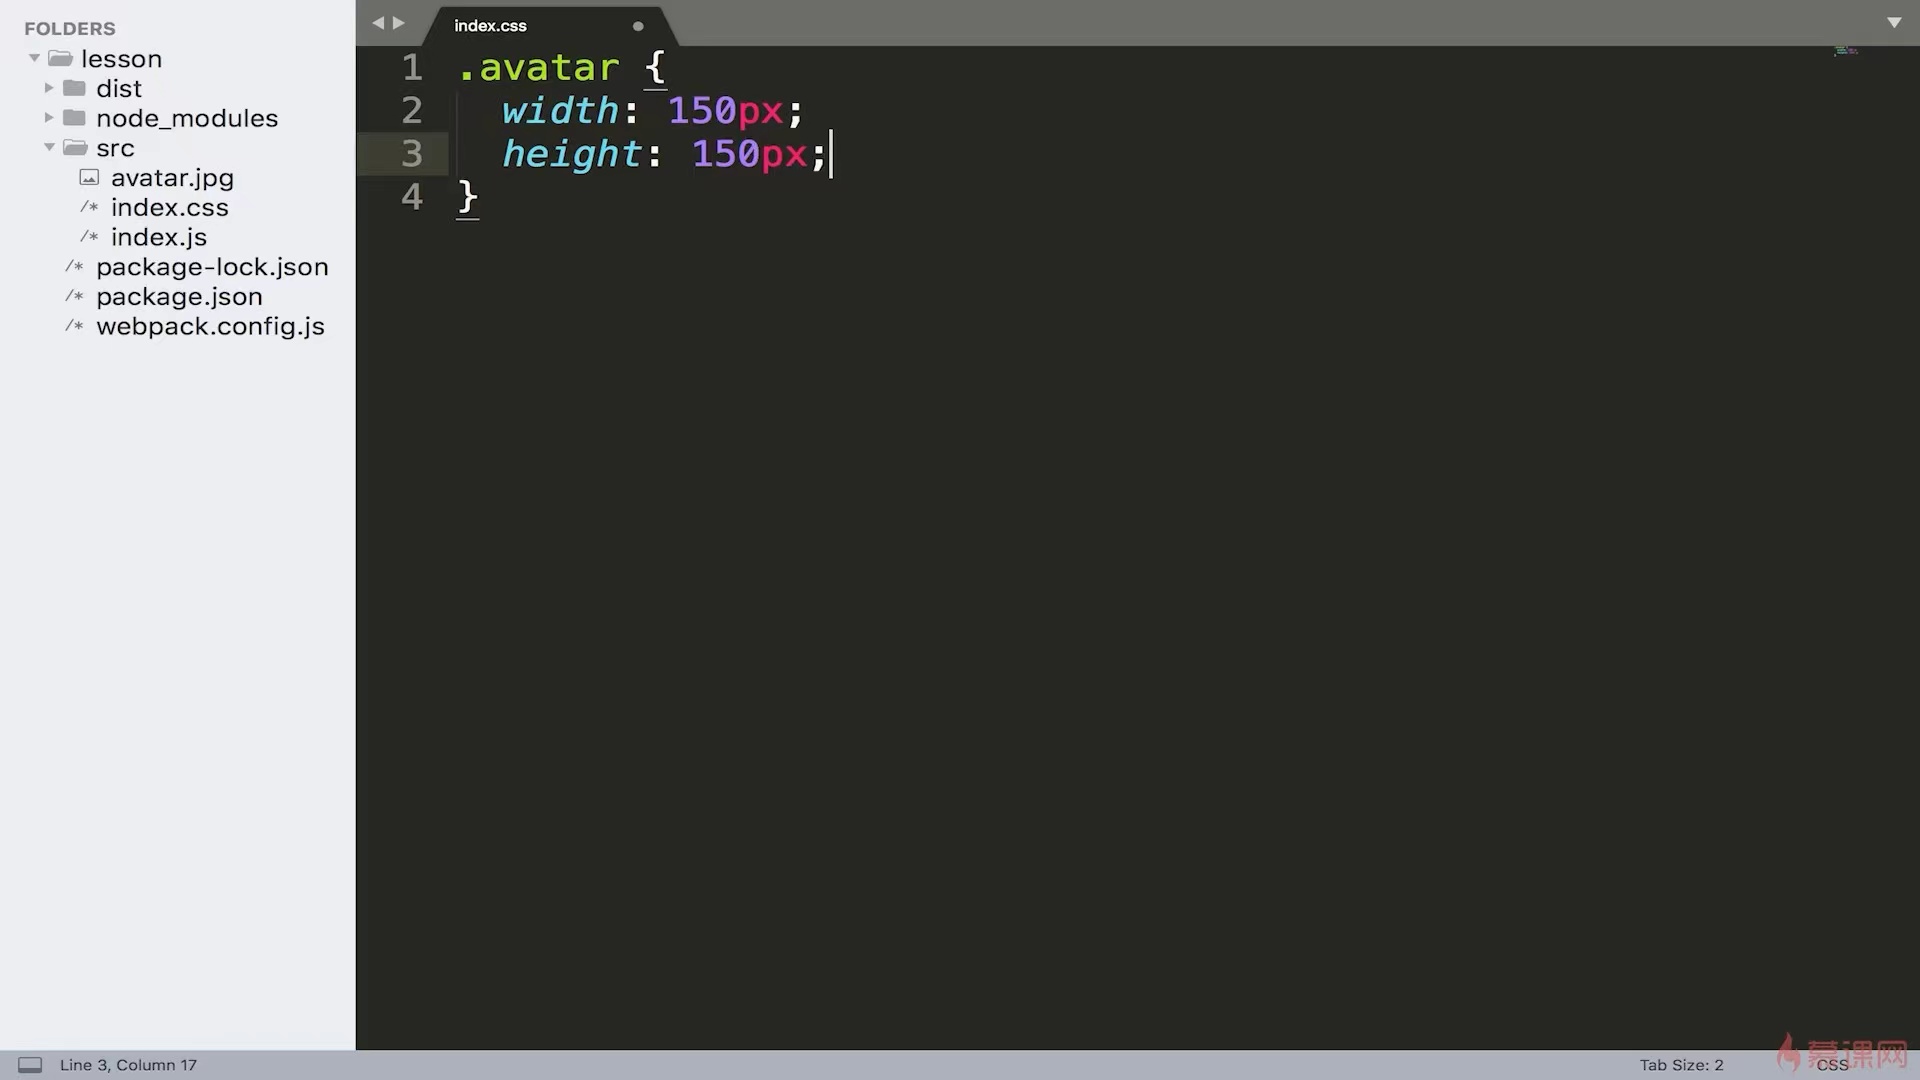 FOLDERS
lesson
dist
node_modules
src
avatar.jpg
/* index.css
/* index.js
/* package-lock.json
/* package.json
/* webpack.config.js
index.css
1 .avatar {
2 width: 150px;
3 height: 150px;
4 }
Line 3, Column 17
Tab Size: 2
CSS
慕课网